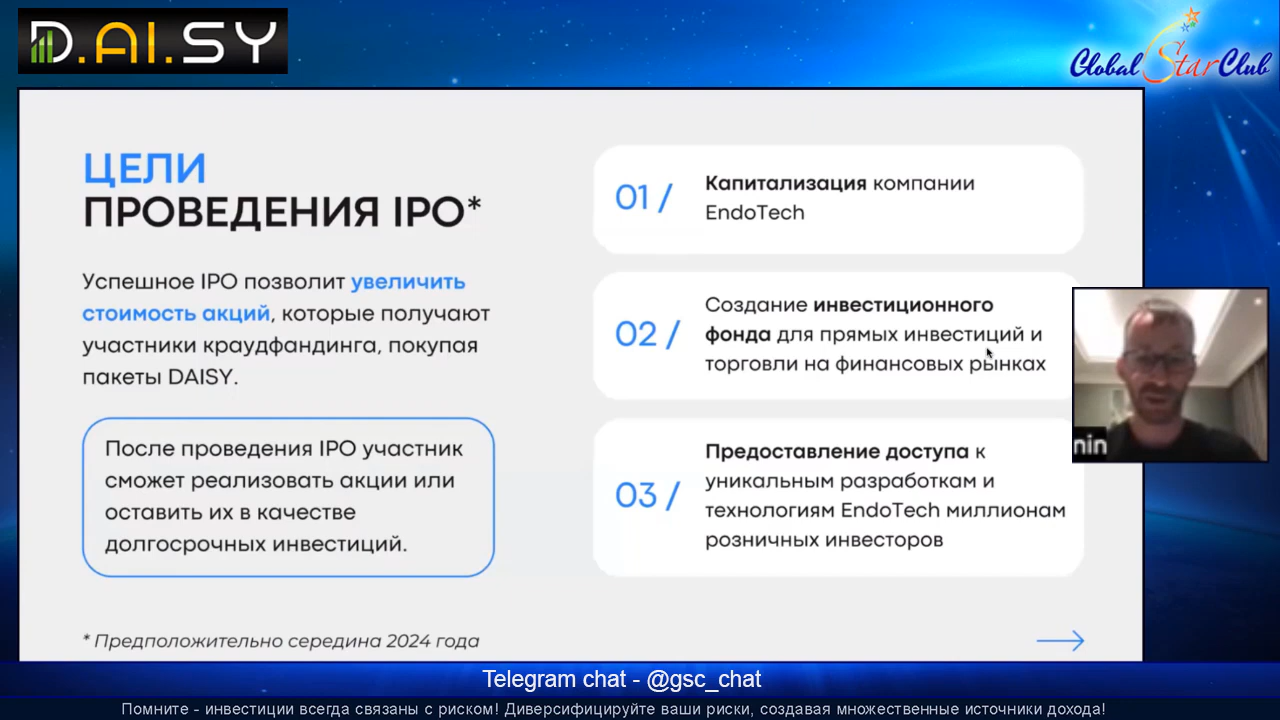 D.AI.SY
Global Star Club
ЦЕЛИ
ПРОВЕДЕНИЯ IPO*
Успешное IPO позволит увеличить
стоимость акций, которые получают
участники краудфандинга, покупая
пакеты DAISY.
После проведения IPO участник
сможет реализовать акции или
оставить их в качестве
долгосрочных инвестиций.
* Предположительно середина 2024 года
01 /
Капитализация компании
EndoTech
02 /
Создание инвестиционного
фонда для прямых инвестиций и
торговли на финансовых рынках
03 /
Предоставление доступа к
уникальным разработкам и
технологиям EndoTech миллионам
розничных инвесторов
nin
Telegram chat - @gsc_chat
Помните - инвестиции всегда связаны с риском! Диверсифицируйте ваши риски, создавая множественные источники дохода!